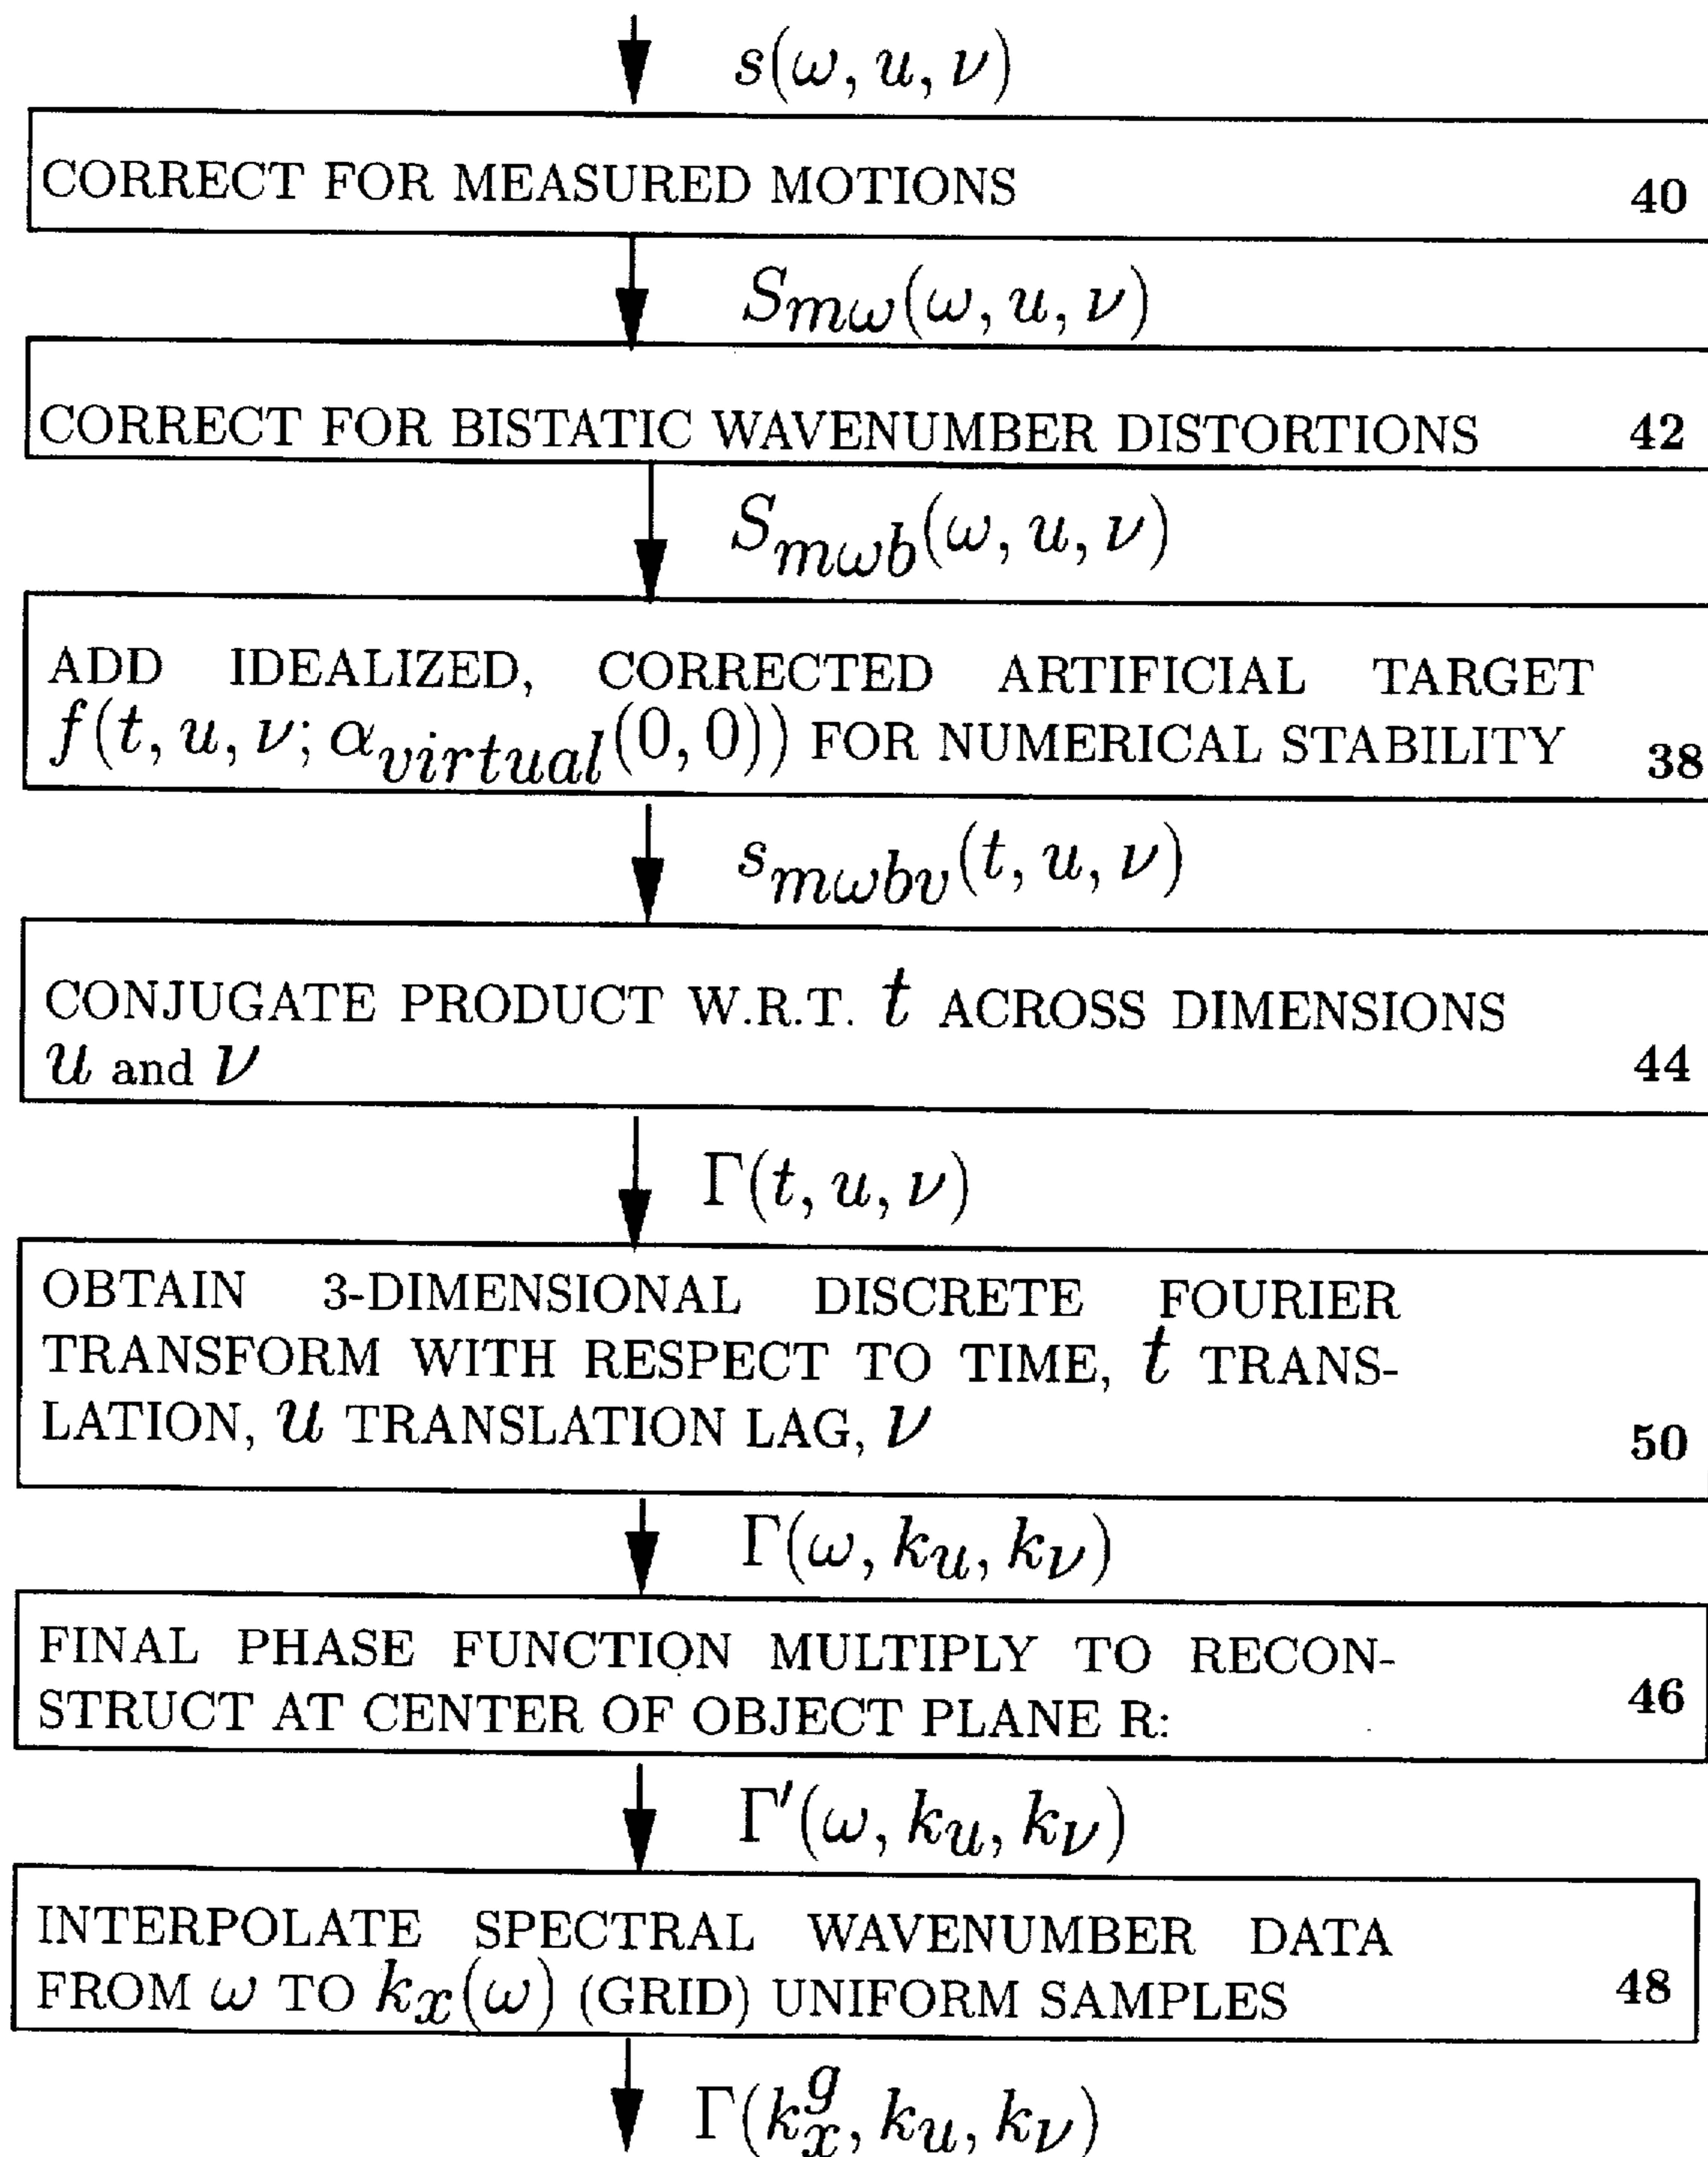 s(ω, u, ν)
CORRECT FOR MEASURED MOTIONS 40
S_{mω}(ω, u, ν)
CORRECT FOR BISTATIC WAVENUMBER DISTORTIONS 42
S_{mωb}(ω, u, ν)
ADD IDEALIZED, CORRECTED ARTIFICIAL TARGET
f(t, u, ν; α_{virtual}(0, 0)) FOR NUMERICAL STABILITY 38
s_{mωbv}(t, u, ν)
CONJUGATE PRODUCT W.R.T. t ACROSS DIMENSIONS
u and ν 44
Γ(t, u, ν)
OBTAIN 3-DIMENSIONAL DISCRETE FOURIER
TRANSFORM WITH RESPECT TO TIME, t TRANS-
LATION, u TRANSLATION LAG, ν 50
Γ(ω, k_u, k_ν)
FINAL PHASE FUNCTION MULTIPLY TO RECON-
STRUCT AT CENTER OF OBJECT PLANE R: 46
Γ′(ω, k_u, k_ν)
INTERPOLATE SPECTRAL WAVENUMBER DATA
FROM ω TO k_x(ω) (GRID) UNIFORM SAMPLES 48
Γ(k_x^g, k_u, k_ν)